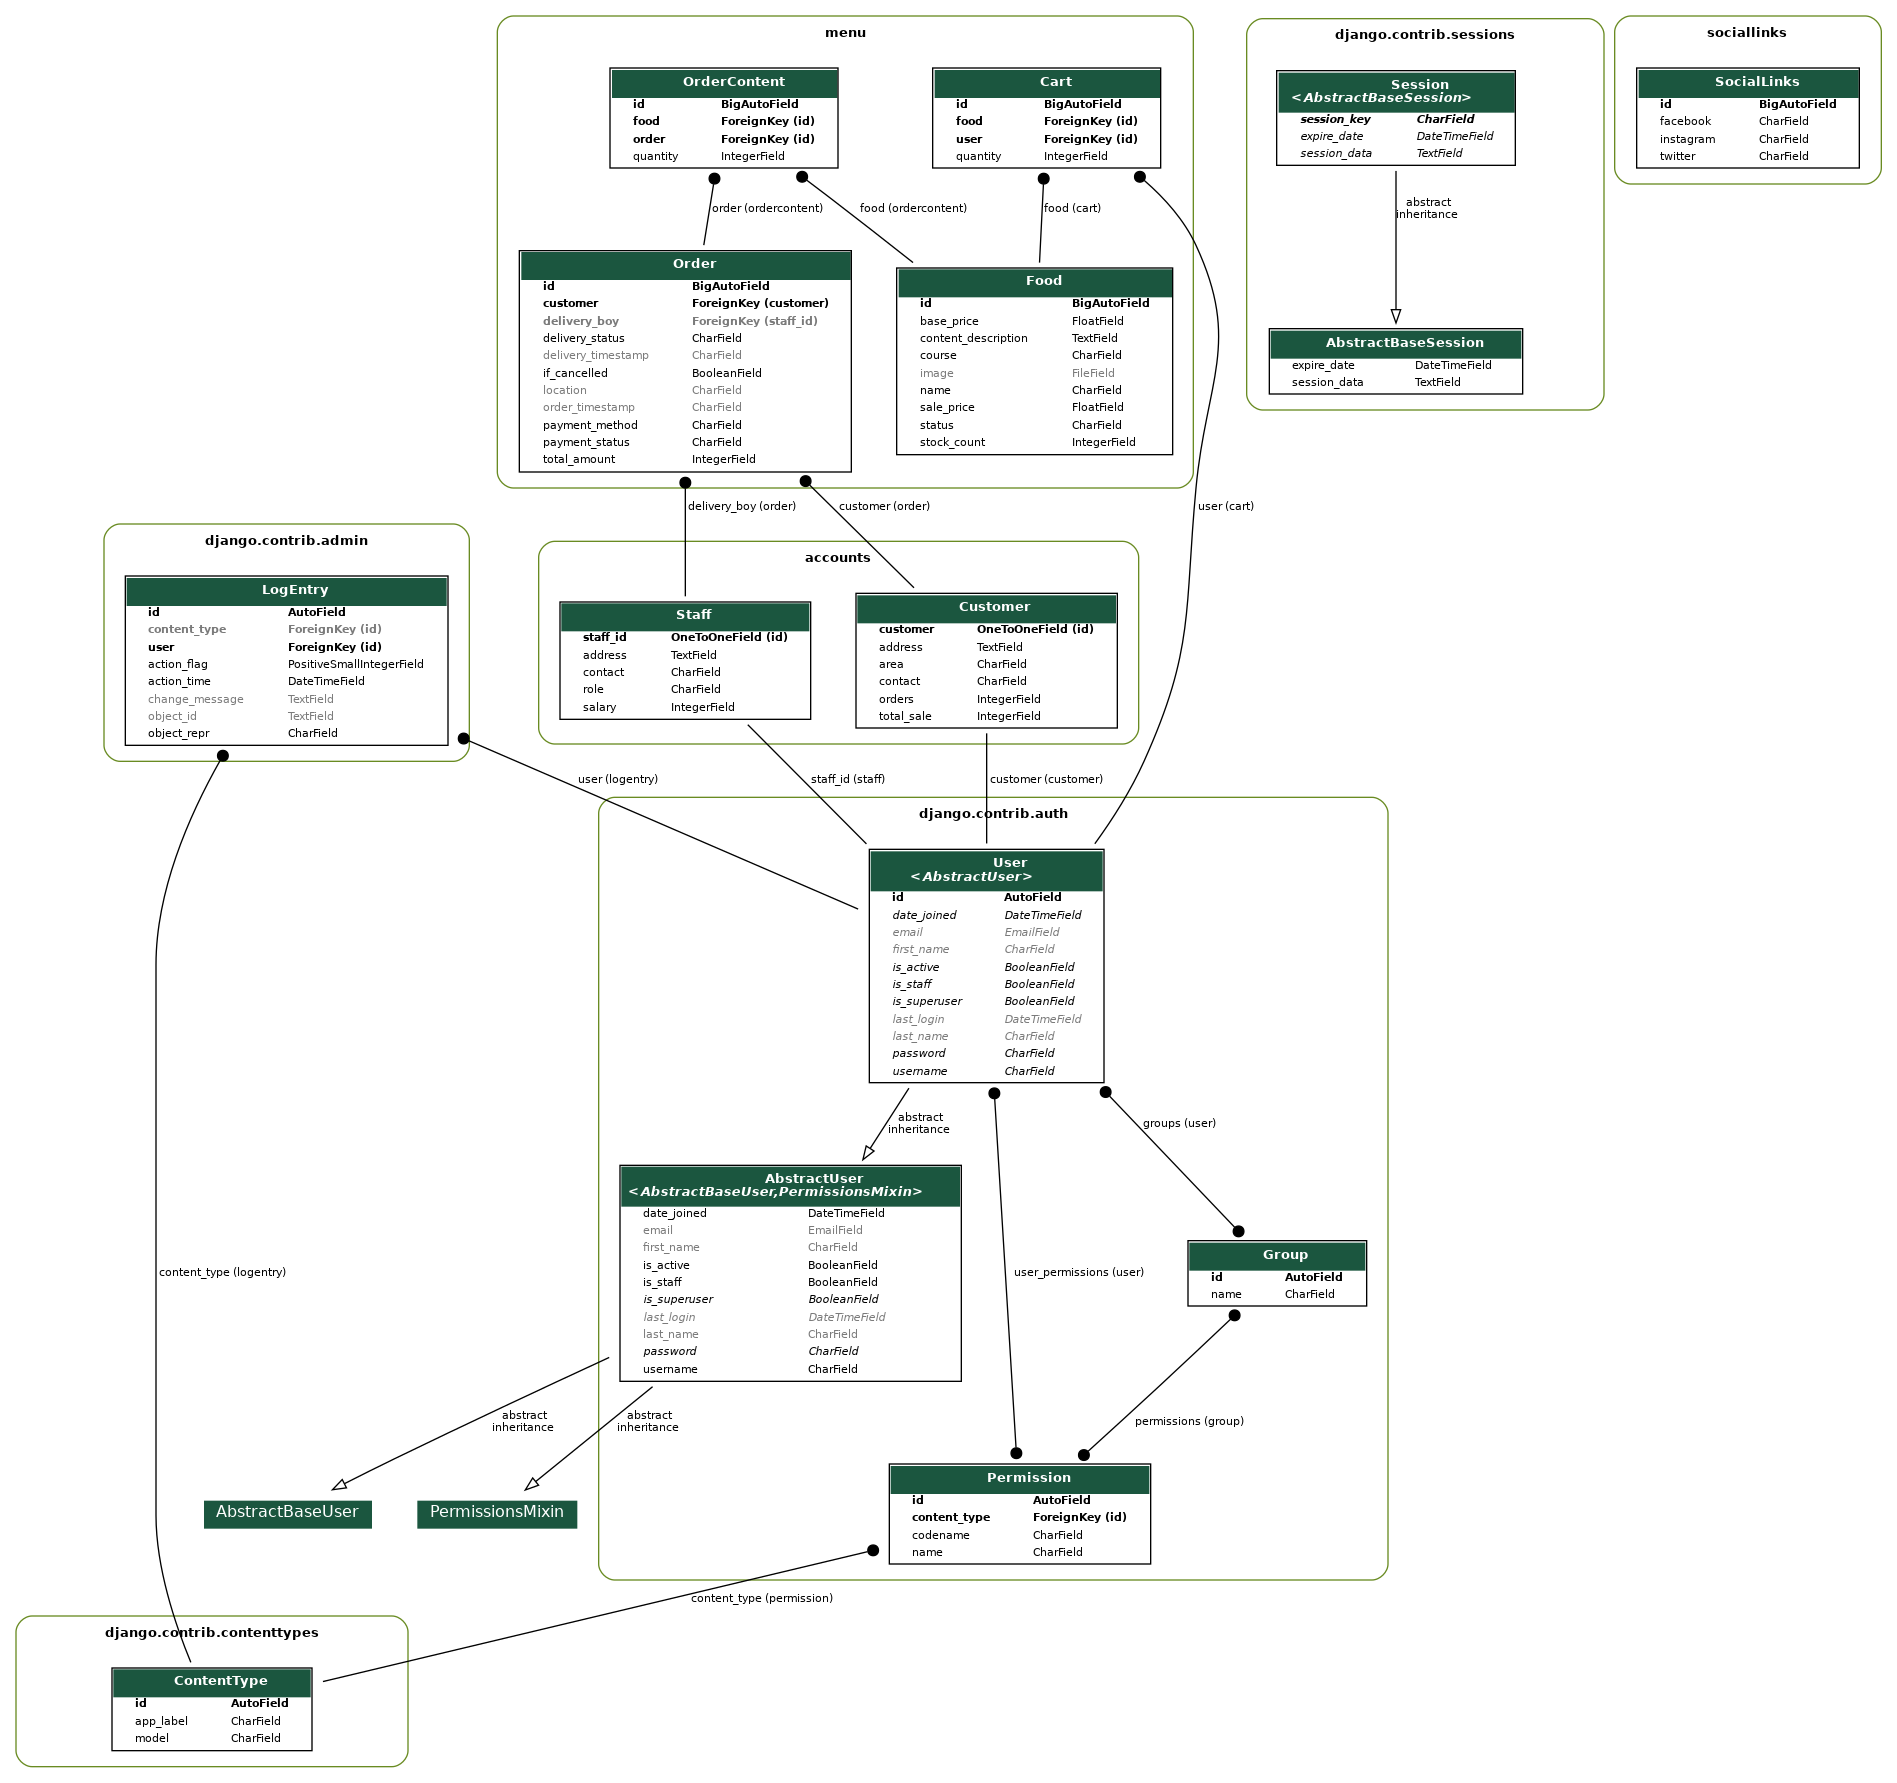 menu
OrderContent
id BigAutoField
food ForeignKey (id)
order ForeignKey (id)
quantity IntegerField
Cart
id BigAutoField
food ForeignKey (id)
user ForeignKey (id)
quantity IntegerField
order (ordercontent)
food (ordercontent)
food (cart)
Order
id BigAutoField
customer ForeignKey (customer)
delivery_boy ForeignKey (staff_id)
delivery_status CharField
delivery_timestamp CharField
if_cancelled BooleanField
location CharField
order_timestamp CharField
payment_method CharField
payment_status CharField
total_amount IntegerField
Food
id BigAutoField
base_price FloatField
content_description TextField
course CharField
image FileField
name CharField
sale_price FloatField
status CharField
stock_count IntegerField
django.contrib.sessions
Session
<AbstractBaseSession>
session_key CharField
expire_date DateTimeField
session_data TextField
abstract
inheritance
AbstractBaseSession
expire_date DateTimeField
session_data TextField
sociallinks
SocialLinks
id BigAutoField
facebook CharField
instagram CharField
twitter CharField
delivery_boy (order)
customer (order)
user (cart)
django.contrib.admin
LogEntry
id AutoField
content_type ForeignKey (id)
user ForeignKey (id)
action_flag PositiveSmallIntegerField
action_time DateTimeField
change_message TextField
object_id TextField
object_repr CharField
accounts
Staff
staff_id OneToOneField (id)
address TextField
contact CharField
role CharField
salary IntegerField
Customer
customer OneToOneField (id)
address TextField
area CharField
contact CharField
orders IntegerField
total_sale IntegerField
user (logentry)
staff_id (staff)
customer (customer)
django.contrib.auth
User
<AbstractUser>
id AutoField
date_joined DateTimeField
email EmailField
first_name CharField
is_active BooleanField
is_staff BooleanField
is_superuser BooleanField
last_login DateTimeField
last_name CharField
password CharField
username CharField
abstract
inheritance
groups (user)
AbstractUser
<AbstractBaseUser,PermissionsMixin>
date_joined DateTimeField
email EmailField
first_name CharField
is_active BooleanField
is_staff BooleanField
is_superuser BooleanField
last_login DateTimeField
last_name CharField
password CharField
username CharField
content_type (logentry)
user_permissions (user)
Group
id AutoField
name CharField
abstract
inheritance
abstract
inheritance
permissions (group)
AbstractBaseUser
PermissionsMixin
Permission
id AutoField
content_type ForeignKey (id)
codename CharField
name CharField
content_type (permission)
django.contrib.contenttypes
ContentType
id AutoField
app_label CharField
model CharField